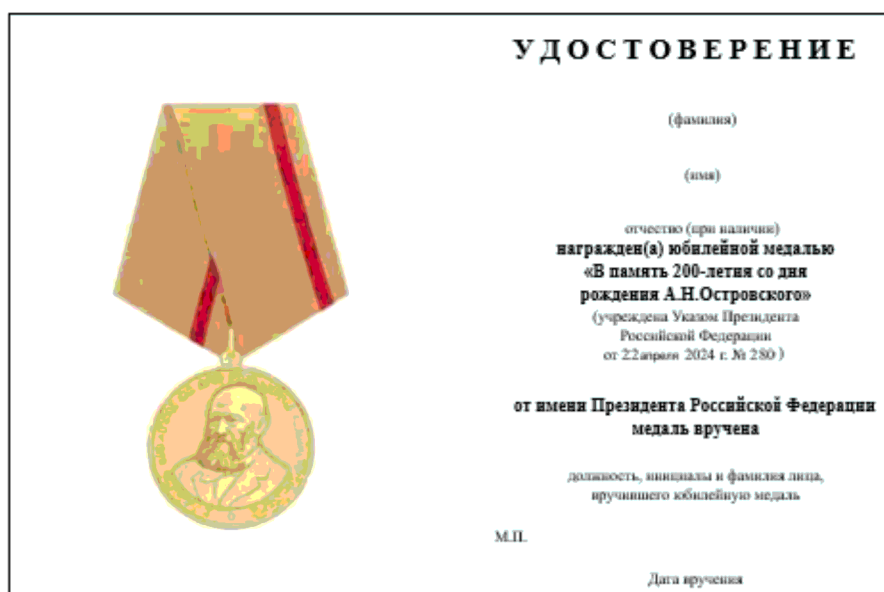 УДОСТОВЕРЕНИЕ
(фамилия)
(имя)
отчество (при наличии)
награжден(а) юбилейной медалью
«В память 200-летия со дня
рождения А.Н.Островского»
(учреждена Указом Президента
Российской Федерации
от 22апреля 2024 г. № 280 )
от имени Президента Российской Федерации
медаль вручена
должность, инициалы и фамилия лица,
вручившего юбилейную медаль
М.П.
Дата вручения